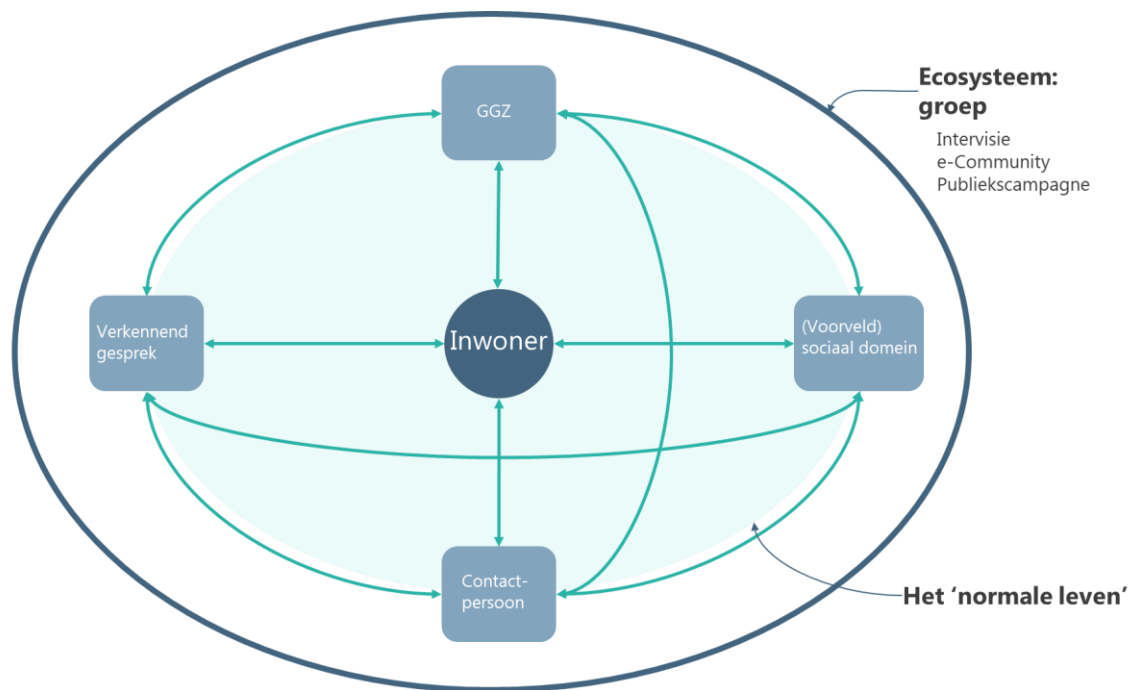 GGZ
Ecosysteem:
groep
Intervisie
e-Community
Publiekscampagne
Verkennend
gesprek
Inwoner
(Voorveld)
sociaal domein
Contact-
persoon
Het ‘normale leven’